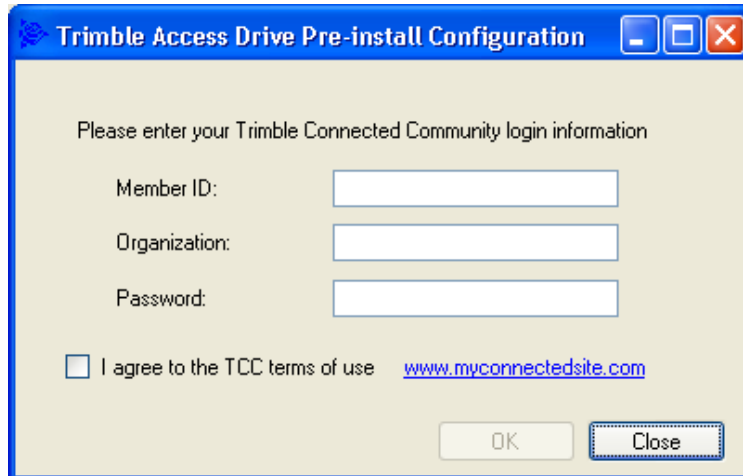 Trimble Access Drive Pre-install Configuration
Please enter your Trimble Connected Community login information
Member ID:
Organization:
Password:
I agree to the TCC terms of use www.myconnectedsite.com
OK Close